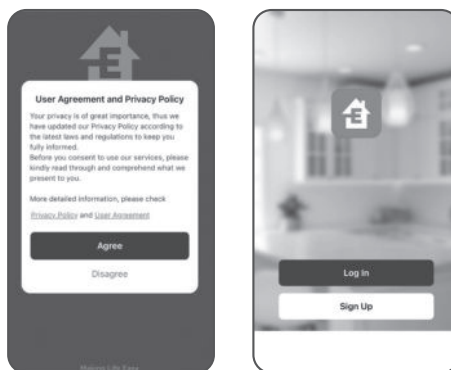 E
User Agreement and Privacy Policy
Your privacy is of great importance, thus we
have updated our Privacy Policy according to
the latest laws and regulations to keep you
fully informed.
Before you consent to use our services, please
kindly read through and comprehend what we
present to you.
More detailed information, please check
Privacy Policy and User Agreement
Agree
Disagree
Making Life Easy
E
Log In
Sign Up